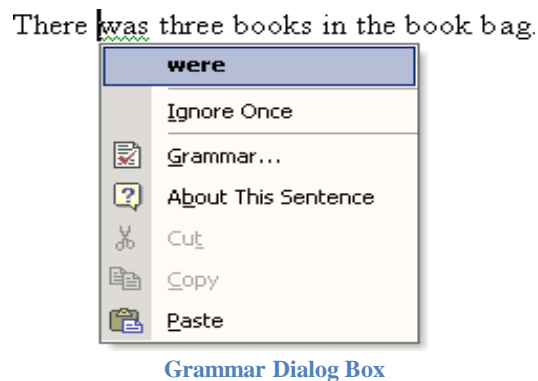 There was three books in the book bag.
were
Ignore Once
Grammar...
About This Sentence
Cut
Copy
Paste
Grammar Dialog Box